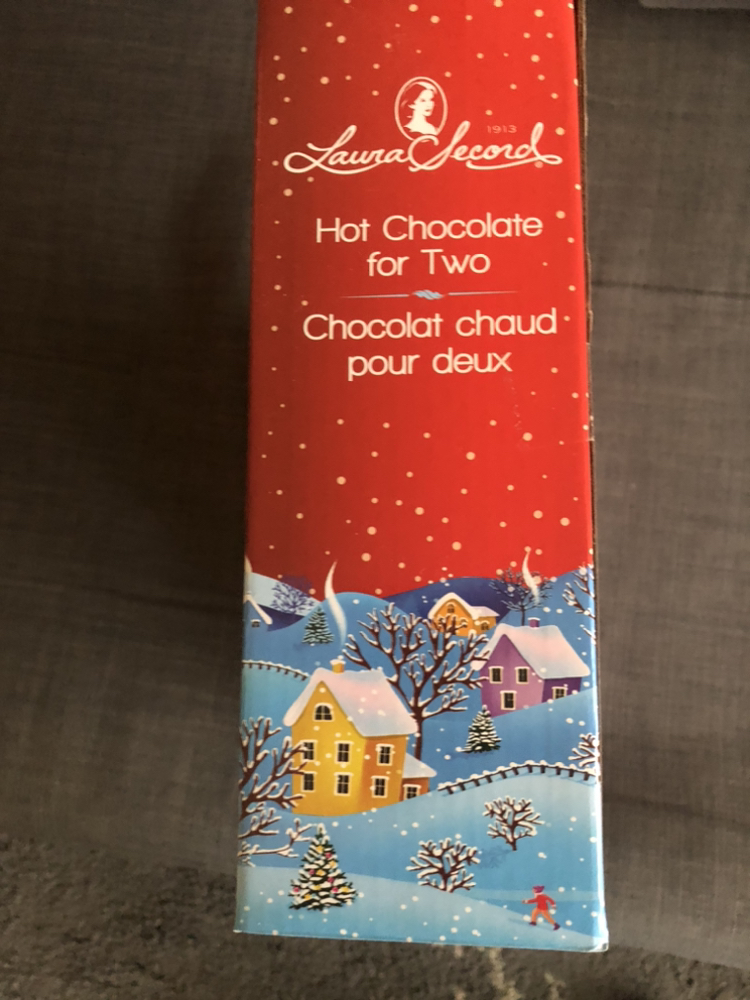 1913
Laura Secord
Hot Chocolate
for Two
Chocolat chaud
pour deux